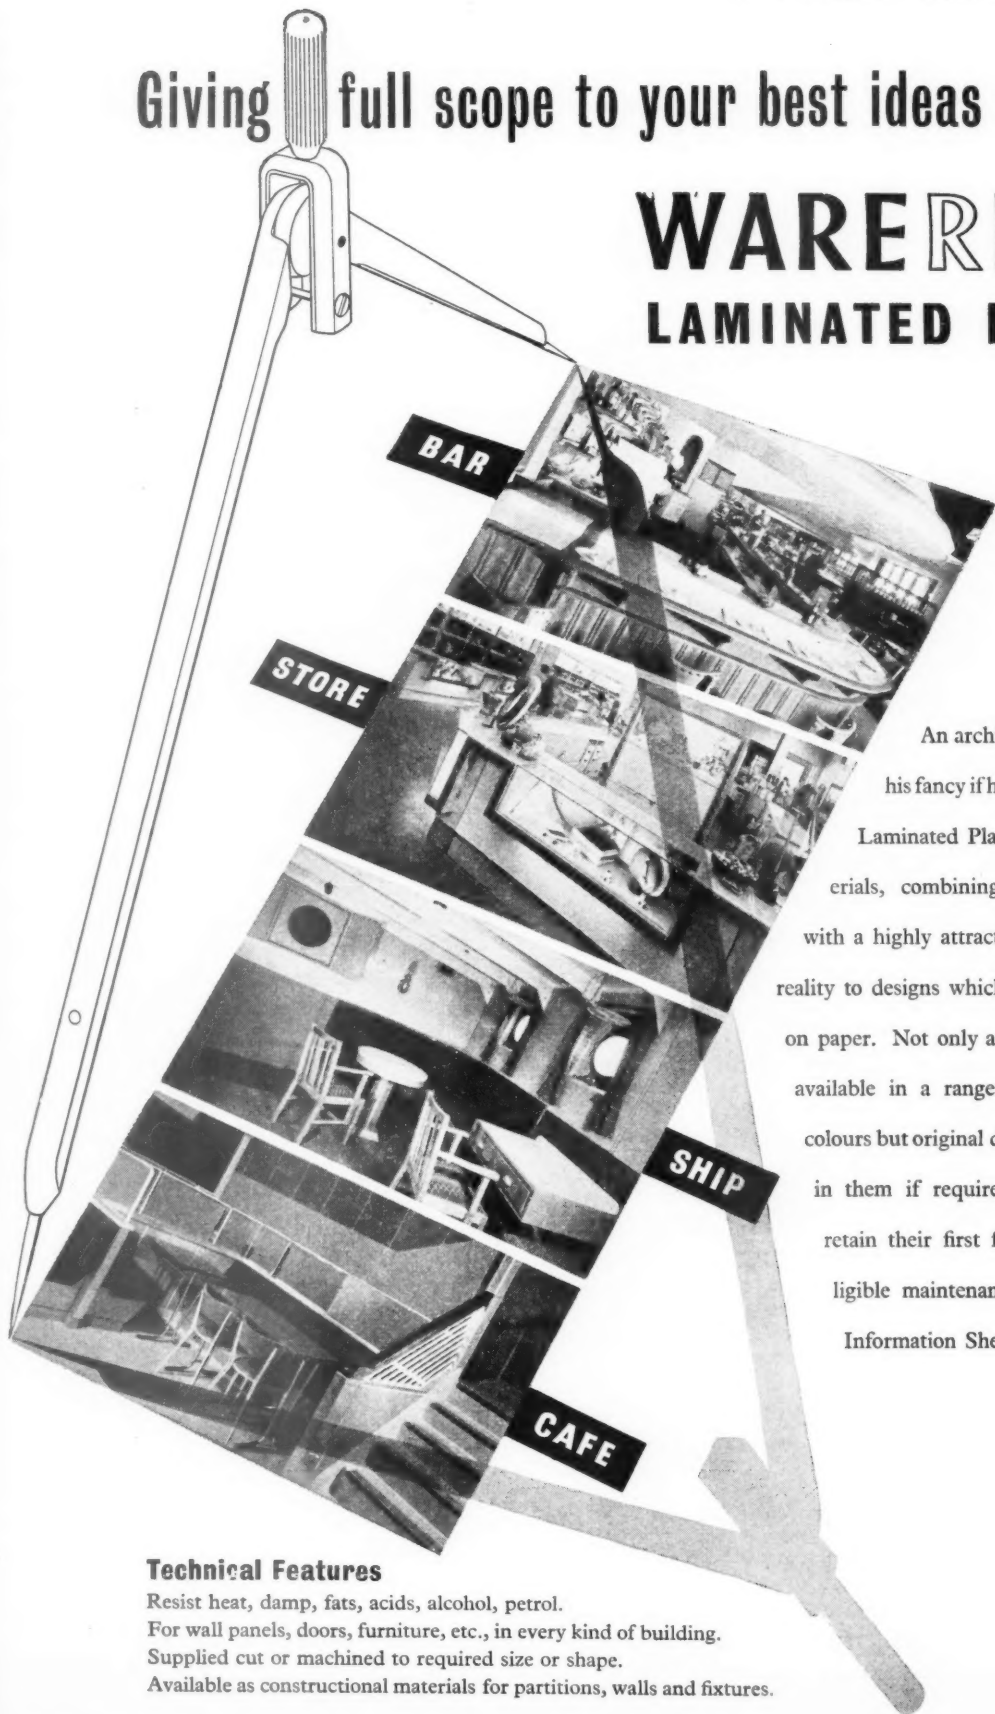 Giving full scope to your best ideas
WARER
LAMINATED
BAR
STORE
An arch
his fancy if h
Laminated Pla
erials, combining
with a highly attract
reality to designs which
on paper. Not only a
available in a range
colours but original
in them if require
retain their first f
ligible maintenan
Information She
SHIP
CAFE
Technical Features
Resist heat, damp, fats, acids, alcohol, petrol.
For wall panels, doors, furniture, etc., in every kind of building.
Supplied cut or machined to required size or shape.
Available as constructional materials for partitions, walls and fixtures.